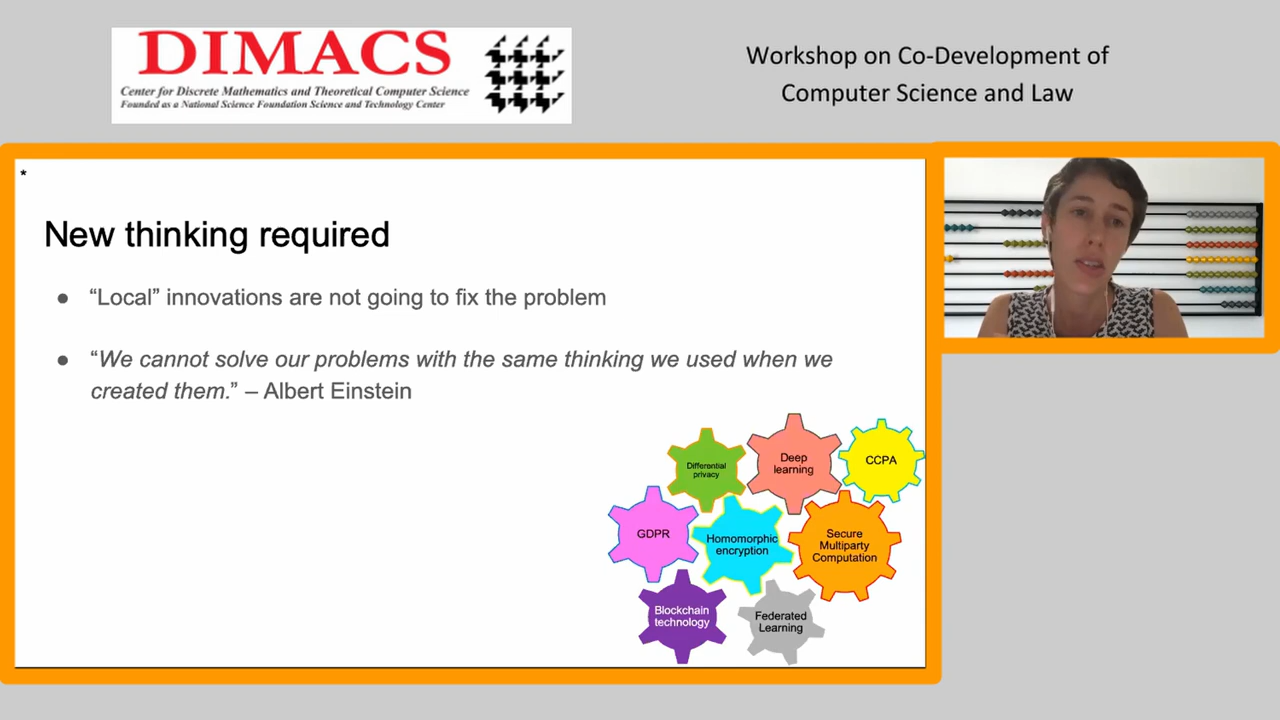 DIMACS
Center for Discrete Mathematics and Theoretical Computer Science
Founded as a National Science Foundation Science and Technology Center
Workshop on Co-Development of
Computer Science and Law
*
New thinking required
● “Local” innovations are not going to fix the problem
● “We cannot solve our problems with the same thinking we used when we
created them.” – Albert Einstein
Differential
privacy
Deep
learning
CCPA
GDPR
Homomorphic
encryption
Secure
Multiparty
Computation
Blockchain
technology
Federated
Learning